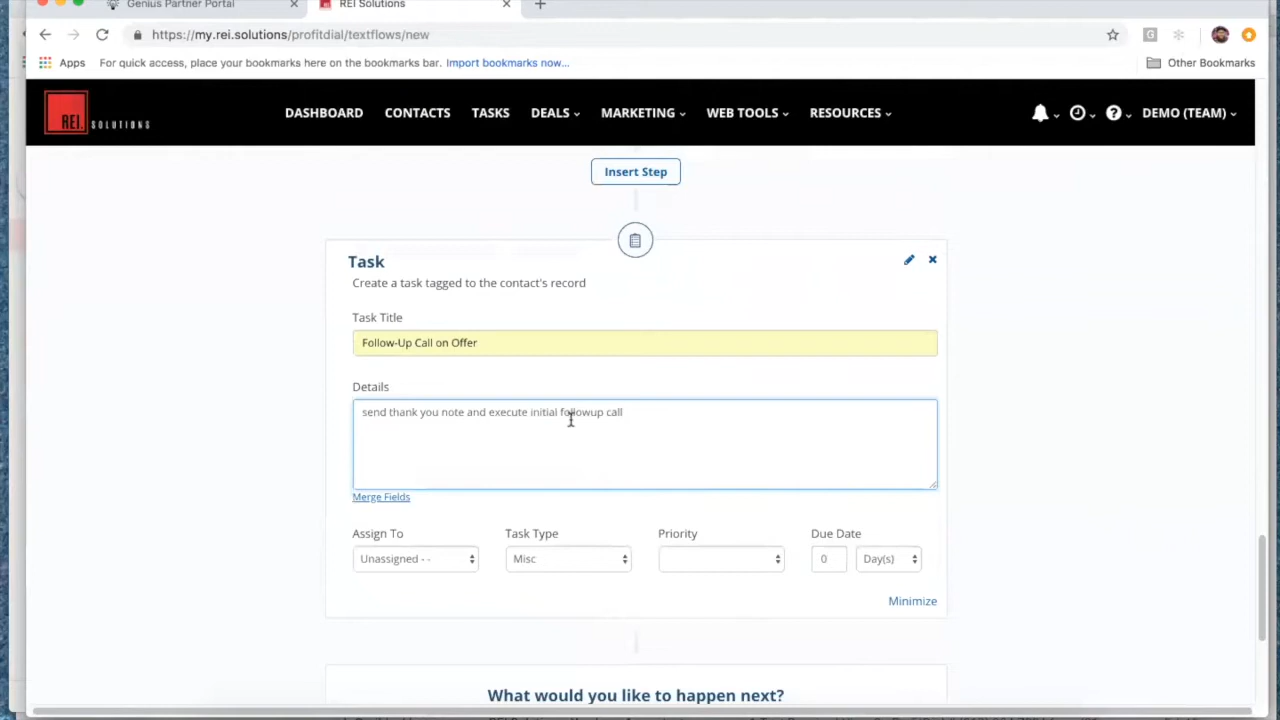 Genius Partner Portal
REI Solutions
https://my.rei.solutions/profitdial/textflows/new
G
Apps
For quick access, place your bookmarks here on the bookmarks bar. Import bookmarks now...
Other Bookmarks
REI. SOLUTIONS
DASHBOARD
CONTACTS
TASKS
DEALS
MARKETING
WEB TOOLS
RESOURCES
?
DEMO (TEAM)
Insert Step
Task
Create a task tagged to the contact's record
Task Title
Follow-Up Call on Offer
Details
send thank you note and execute initial followup call
Merge Fields
Assign To
Task Type
Priority
Due Date
Unassigned - -
Misc
0
Day(s)
Minimize
What would you like to happen next?